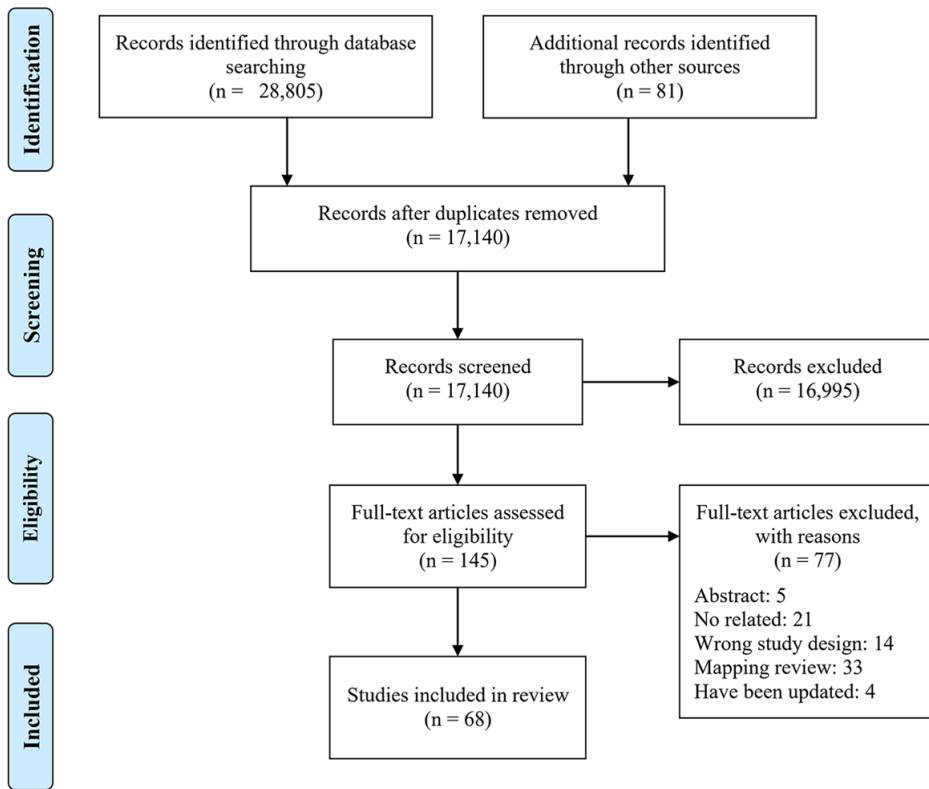 Identification
Records identified through database
searching
(n = 28,805)
Additional records identified
through other sources
(n = 81)
Screening
Records after duplicates removed
(n = 17,140)
Records screened
(n = 17,140)
Records excluded
(n = 16,995)
Eligibility
Full-text articles assessed
for eligibility
(n = 145)
Full-text articles excluded,
with reasons
(n = 77)
Abstract: 5
No related: 21
Wrong study design: 14
Mapping review: 33
Have been updated: 4
Included
Studies included in review
(n = 68)